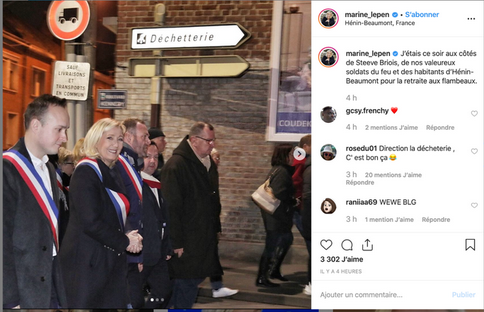 Déchetterie
SAUF
LIVRAISONS
ET
TRANSPORTS
EN COMMUN
marine_lepen • S'abonner
Hénin-Beaumont, France
marine_lepen J'étais ce soir aux côtés
de Steeve Briois, de nos valeureux
soldats du feu et des habitants d'Hénin-
Beaumont pour la retraite aux flambeaux.
4 h
gcsy.frenchy ❤️
4 h 2 mentions J'aime Répondre
rosedu01 Direction la décheterie ,
C' est bon ça 😂
3 h 20 mentions J'aime
Répondre
raniiaa69 WEWE BLG
3 h 1 mention J'aime Répondre
3 302 J'aime
IL Y A 4 HEURES
Ajouter un commentaire...
Publier